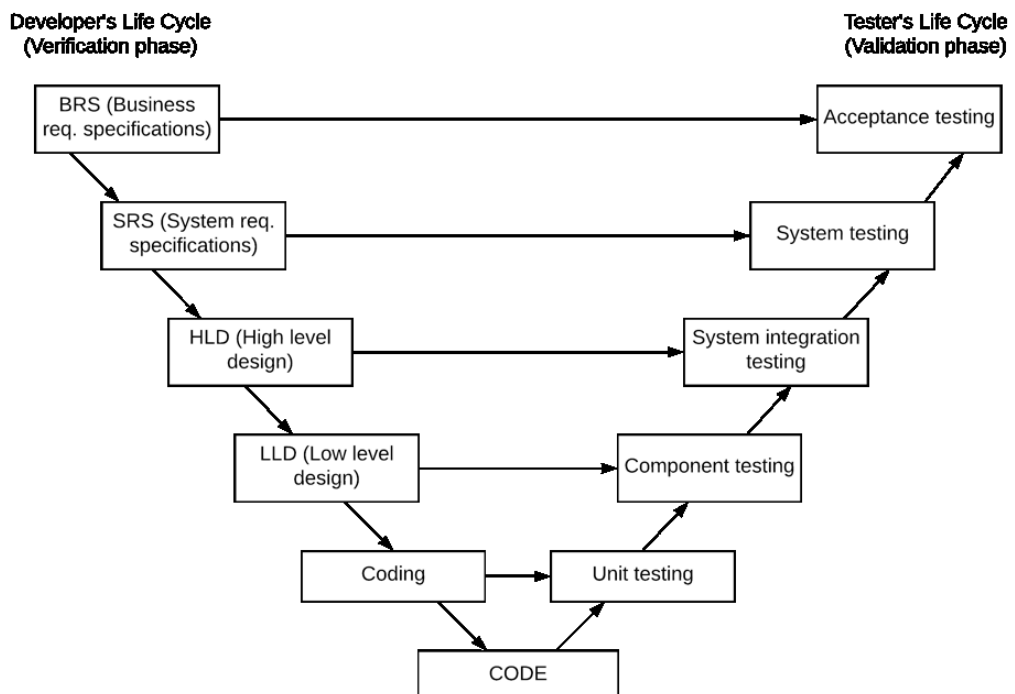 Developer's Life Cycle
(Verification phase)
Tester's Life Cycle
(Validation phase)
BRS (Business
req. specifications)
Acceptance testing
SRS (System req.
specifications)
System testing
HLD (High level
design)
System integration
testing
LLD (Low level
design)
Component testing
Coding
Unit testing
CODE